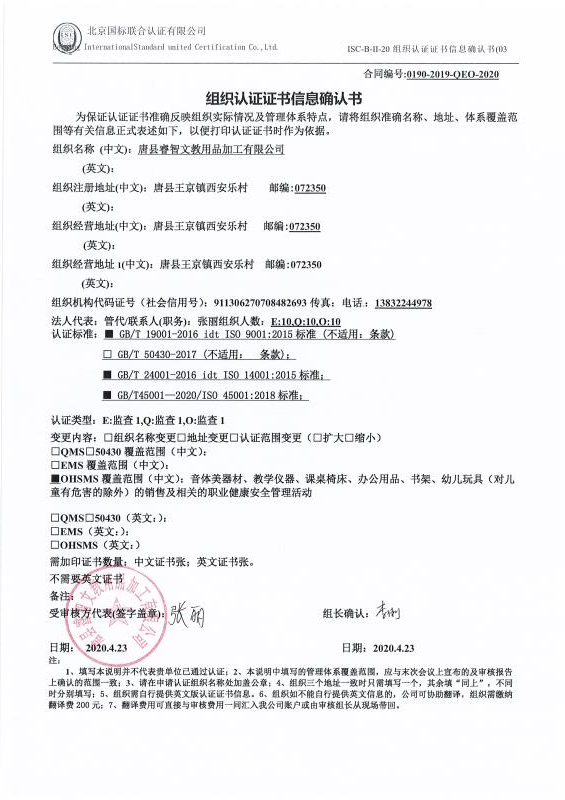 北京国标联合认证有限公司
InternationalStandard united Certification Co.,Ltd.
ISC-B-II-20 组织认证证书信息确认书(03
合同编号:0190-2019-QEO-2020
组织认证证书信息确认书
为保证认证证书准确反映组织实际情况及管理体系特点，请将组织准确名称、地址、体系覆盖范
围等有关信息正式表述如下，以便打印认证证书时作为依据。
组织名称 (中文)：唐县睿智文教用品加工有限公司
(英文)：
组织注册地址(中文)：唐县王京镇西安乐村 邮编:072350
(英文)：
组织经营地址(中文)：唐县王京镇西安乐村 邮编:072350
(英文)：
组织经营地址 1(中文)：唐县王京镇西安乐村 邮编:072350
(英文)：
组织机构代码证号（社会信用号)：911306270708482693 传真：电话.：13832244978
法人代表：管代/联系人(职务)：张丽组织人数：E:10,Q:10,O:10
认证标准：■ GB/T 19001-2016 idt ISO 9001:2015 标准 (不适用：条款)
□ GB/T 50430-2017 (不适用： 条款)；
■ GB/T 24001-2016 idt ISO 14001:2015 标准；
■ GB/T45001—2020/ISO 45001:2018 标准；
认证类型：E:监查 1,Q:监查 1,O:监查 1
变更内容：□组织名称变更□地址变更□认证范围变更（□扩大□缩小）
□QMS□50430 覆盖范围（中文)：
□EMS 覆盖范围（中文)：
■OHSMS 覆盖范围（中文)：音体美器材、教学仪器、课桌椅床、办公用品、书架、幼儿玩具（对儿
童有危害的除外）的销售及相关的职业健康安全管理活动
□QMS□50430（英文:）：
□EMS（英文:）：
□OHSMS（英文:）
需加印证书数量：中文证书张；英文证书张。
不需要英文证书
备注：
受审核方代表(签字盖章)：张丽 组长确认：
唐县睿智文教用品加工有限公司
日期： 2020.4.23 日期：2020.4.23
注：
1、填写本说明并不代表贵单位已通过认证；2、本说明中填写的管理体系覆盖范围，应与末次会议上宣布的及审核报告
上确认的范围一致；3、请在申请认证组织名称处加盖公章；4、组织三个地址一致时只需填写一个，其余填“同上”，不同
时分别填写；5、组织需自行提供英文版认证证书信息。6、组织如不能自行提供英文信息的，公司可协助翻译，组织需缴纳
翻译费 200 元；7、翻译费用可直接与审核费用一同汇入我公司账户或由审核组长从现场带回。